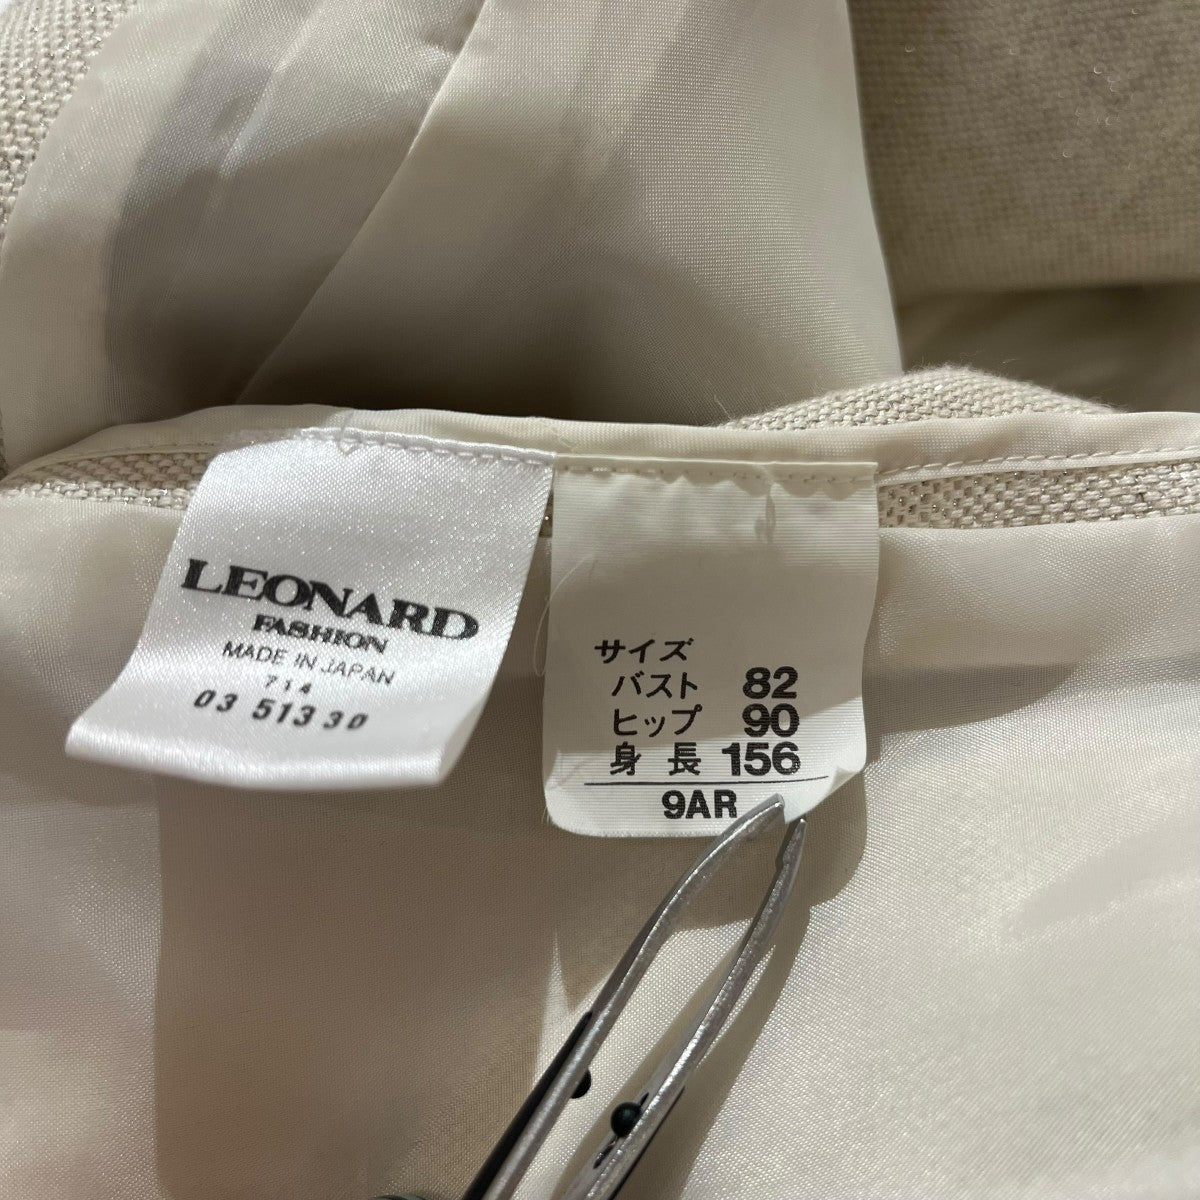 LEONARD
FASHION
MADE IN JAPAN
714
03 513 30
サイズ
バスト 82
ヒップ 90
身長 156
9AR